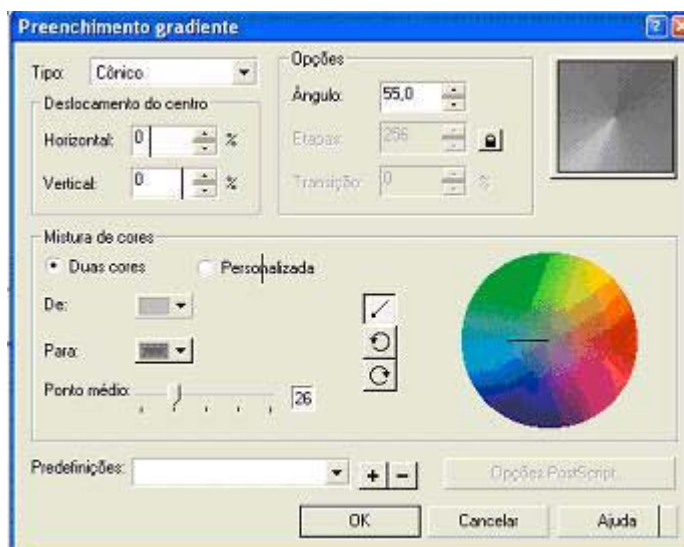 Preenchimento gradiente
Tipo: Cônico
Deslocamento do centro
Horizontal: 0 %
Vertical: 0 %
Opções
Ângulo: 55,0
Etapas: 256
Transição: 0 %
Mistura de cores
Duas cores Personalizada
De:
Para:
Ponto médio: 26
Predefinições:
Opções PostScript...
OK Cancelar Ajuda